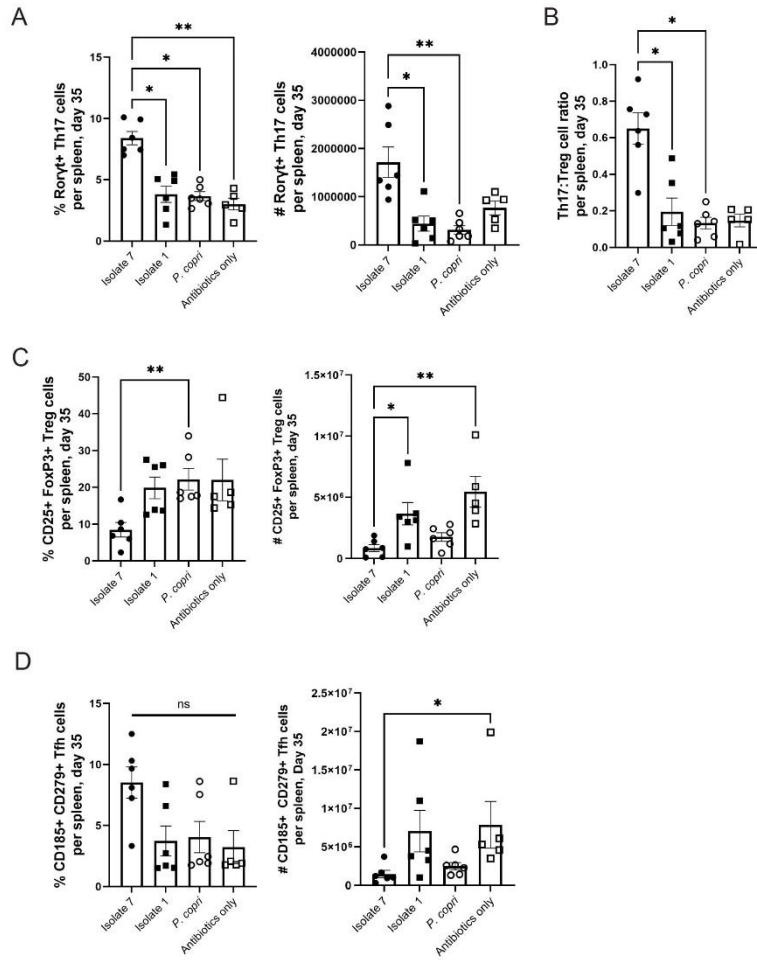 A
% Rorγt+ Th17 cells
per spleen, day 35
15
10
5
0
**
*
*
Isolate 7
Isolate 1
P. copri
Antibiotics only
# Rorγt+ Th17 cells
per spleen, day 35
4000000
3000000
2000000
1000000
0
**
*
Isolate 7
Isolate 1
P. copri
Antibiotics only
B
Th17:Treg cell ratio
per spleen, day 35
1.0
0.8
0.6
0.4
0.2
0.0
*
*
Isolate 7
Isolate 1
P. copri
Antibiotics only
C
% CD25+ FoxP3+ Treg cells
per spleen, day 35
50
40
30
20
10
0
**
Isolate 7
Isolate 1
P. copri
Antibiotics only
# CD25+ FoxP3+ Treg cells
per spleen, day 35
1.5×10⁷
1×10⁷
5×10⁶
0
**
*
Isolate 7
Isolate 1
P. copri
Antibiotics only
D
% CD185+ CD279+ Tfh cells
per spleen, day 35
15
10
5
0
ns
Isolate 7
Isolate 1
P. copri
Antibiotics only
# CD185+ CD279+ Tfh cells
per spleen, Day 35
2.5×10⁷
2×10⁷
1.5×10⁷
1×10⁷
5×10⁶
0
*
Isolate 7
Isolate 1
P. copri
Antibiotics only